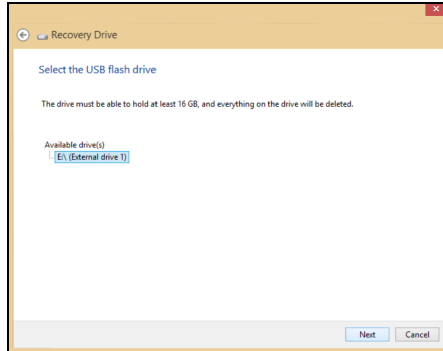 Recovery Drive
Select the USB flash drive
The drive must be able to hold at least 16 GB, and everything on the drive will be deleted.
Available drive(s)
E:\ (External drive 1)
Next Cancel